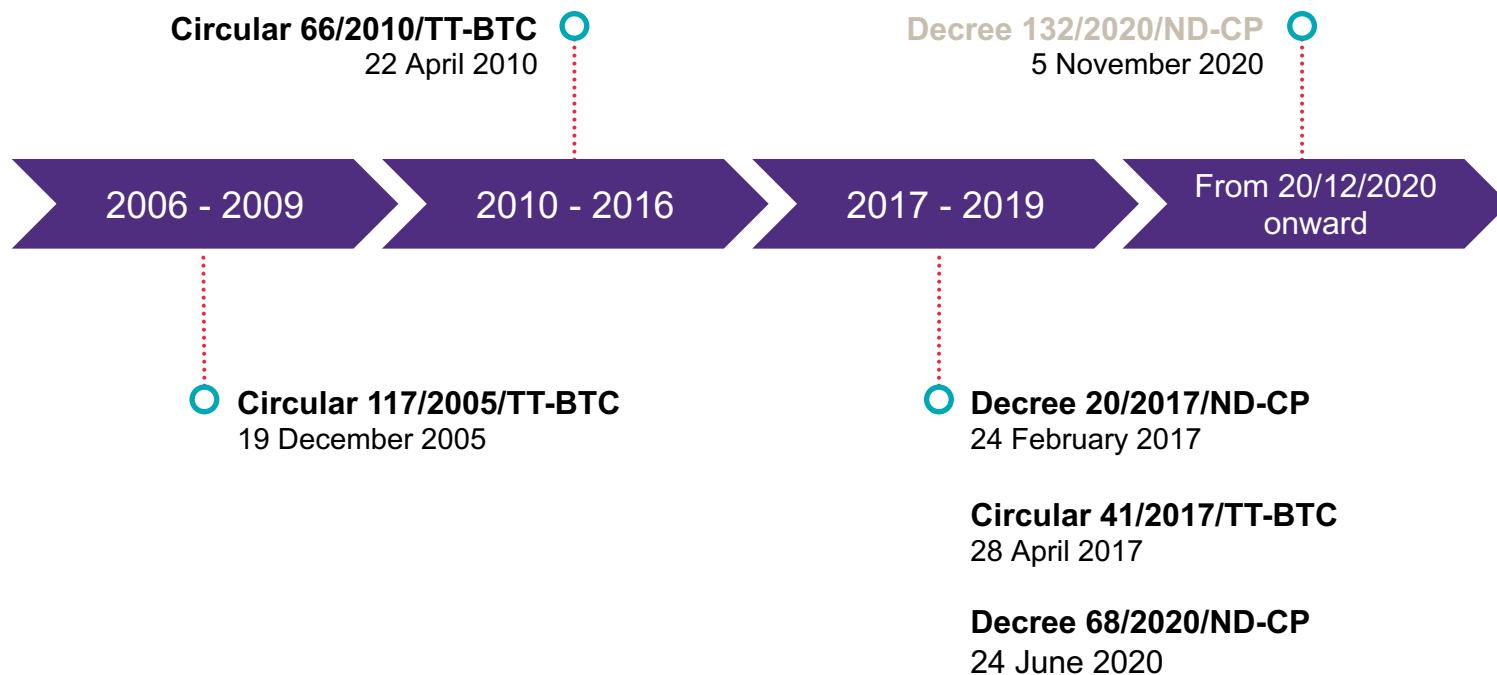 Circular 66/2010/TT-BTC
22 April 2010
Decree 132/2020/ND-CP
5 November 2020
2006 - 2009
2010 - 2016
2017 - 2019
From 20/12/2020
onward
Circular 117/2005/TT-BTC
19 December 2005
Decree 20/2017/ND-CP
24 February 2017
Circular 41/2017/TT-BTC
28 April 2017
Decree 68/2020/ND-CP
24 June 2020